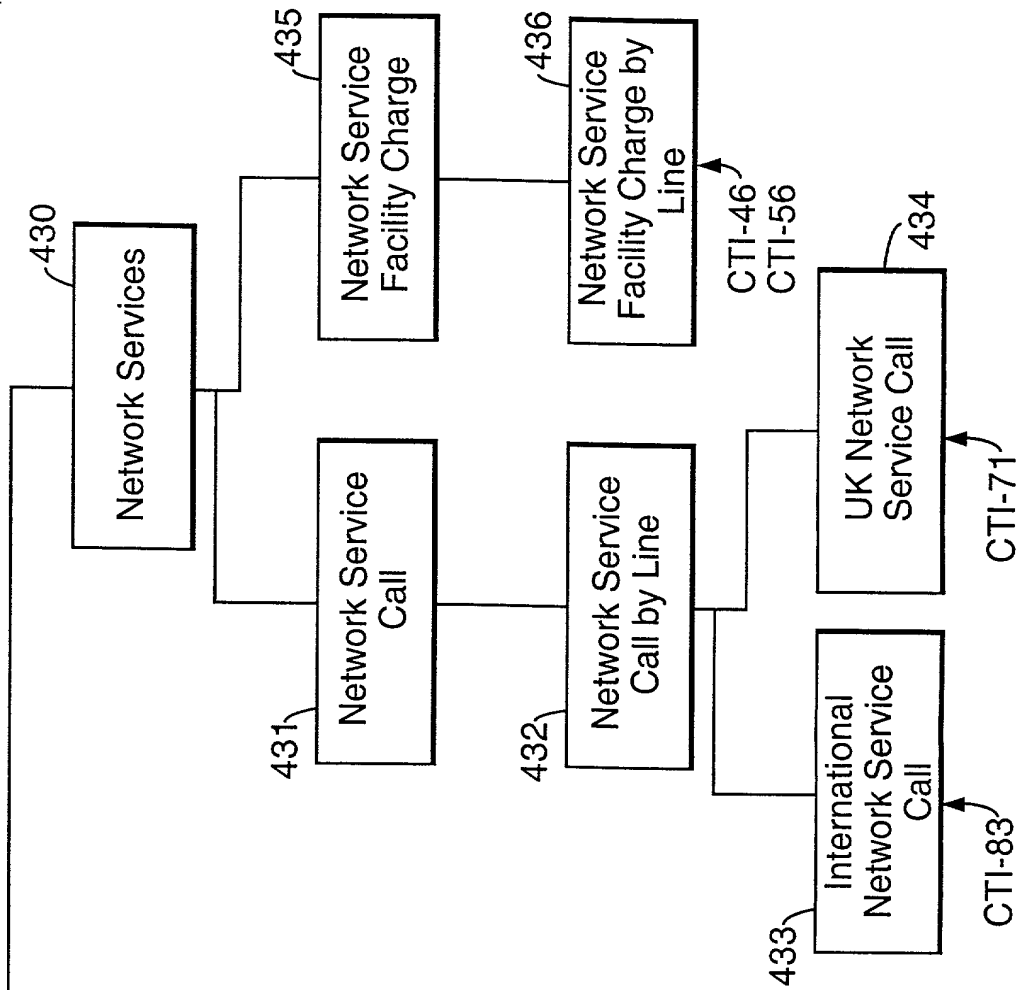 430
Network Services
431
Network Service
Call
435
Network Service
Facility Charge
432
Network Service
Call by Line
436
Network Service
Facility Charge by
Line
CTI-46
CTI-56
433
International
Network Service
Call
CTI-83
434
UK Network
Service Call
CTI-71